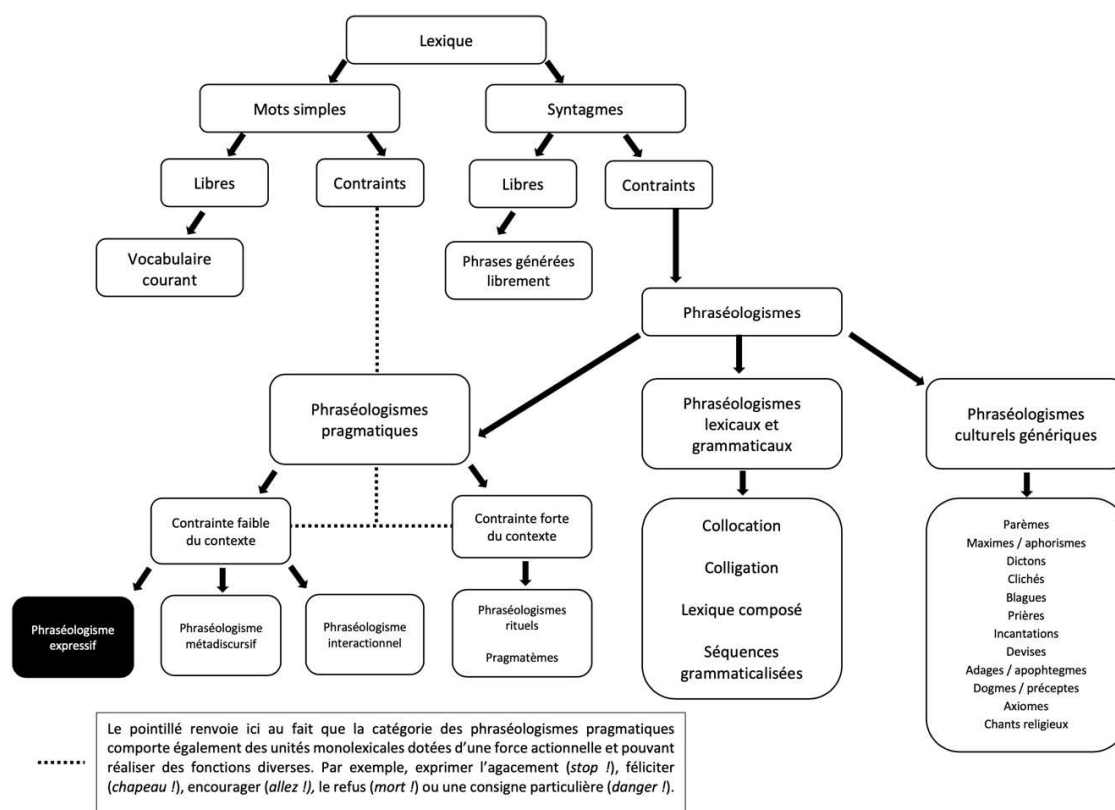 Lexique
Mots simples
Syntagmes
Libres
Contraints
Libres
Contraints
Vocabulaire
courant
Phrases générées
librement
Phraséologismes
Phraséologismes
pragmatiques
Phraséologismes
lexicaux et
grammaticaux
Phraséologismes
culturels génériques
Contrainte faible
du contexte
Contrainte forte
du contexte
Phraséologisme
expressif
Phraséologisme
métadiscursif
Phraséologisme
interactionnel
Phraséologismes
rituels
Pragmatèmes
Collocation
Colligation
Lexique composé
Séquences
grammaticalisées
Parèmes
Maximes / aphorismes
Dictons
Clichés
Blagues
Prières
Incantations
Devises
Adages / apophtegmes
Dogmes / préceptes
Axiomes
Chants religieux
Le pointillé renvoie ici au fait que la catégorie des phraséologismes pragmatiques
comporte également des unités monolexicales dotées d'une force actionnelle et pouvant
réaliser des fonctions diverses. Par exemple, exprimer l'agacement (stop !), féliciter
(chapeau !), encourager (allez !), le refus (mort !) ou une consigne particulière (danger !).